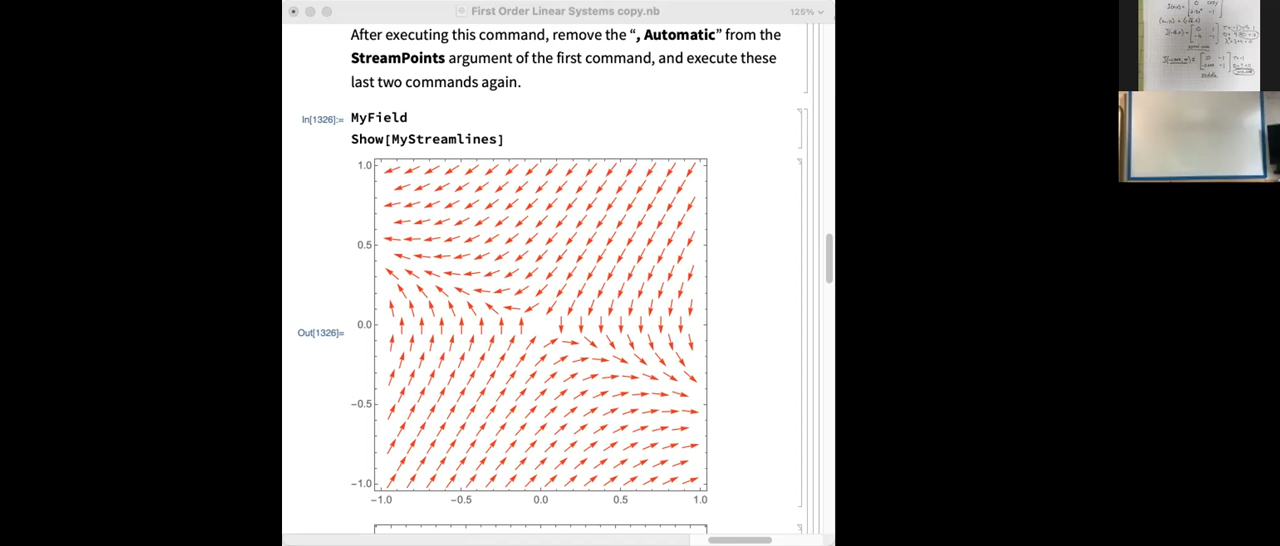 First Order Linear Systems copy.nb
125%
After executing this command, remove the “, Automatic” from the
StreamPoints argument of the first command, and execute these
last two commands again.
In[1326]:= MyField
Show[MyStreamlines]
Out[1326]=
1.0
0.5
0.0
−0.5
−1.0
−1.0 −0.5 0.0 0.5 1.0
saddle